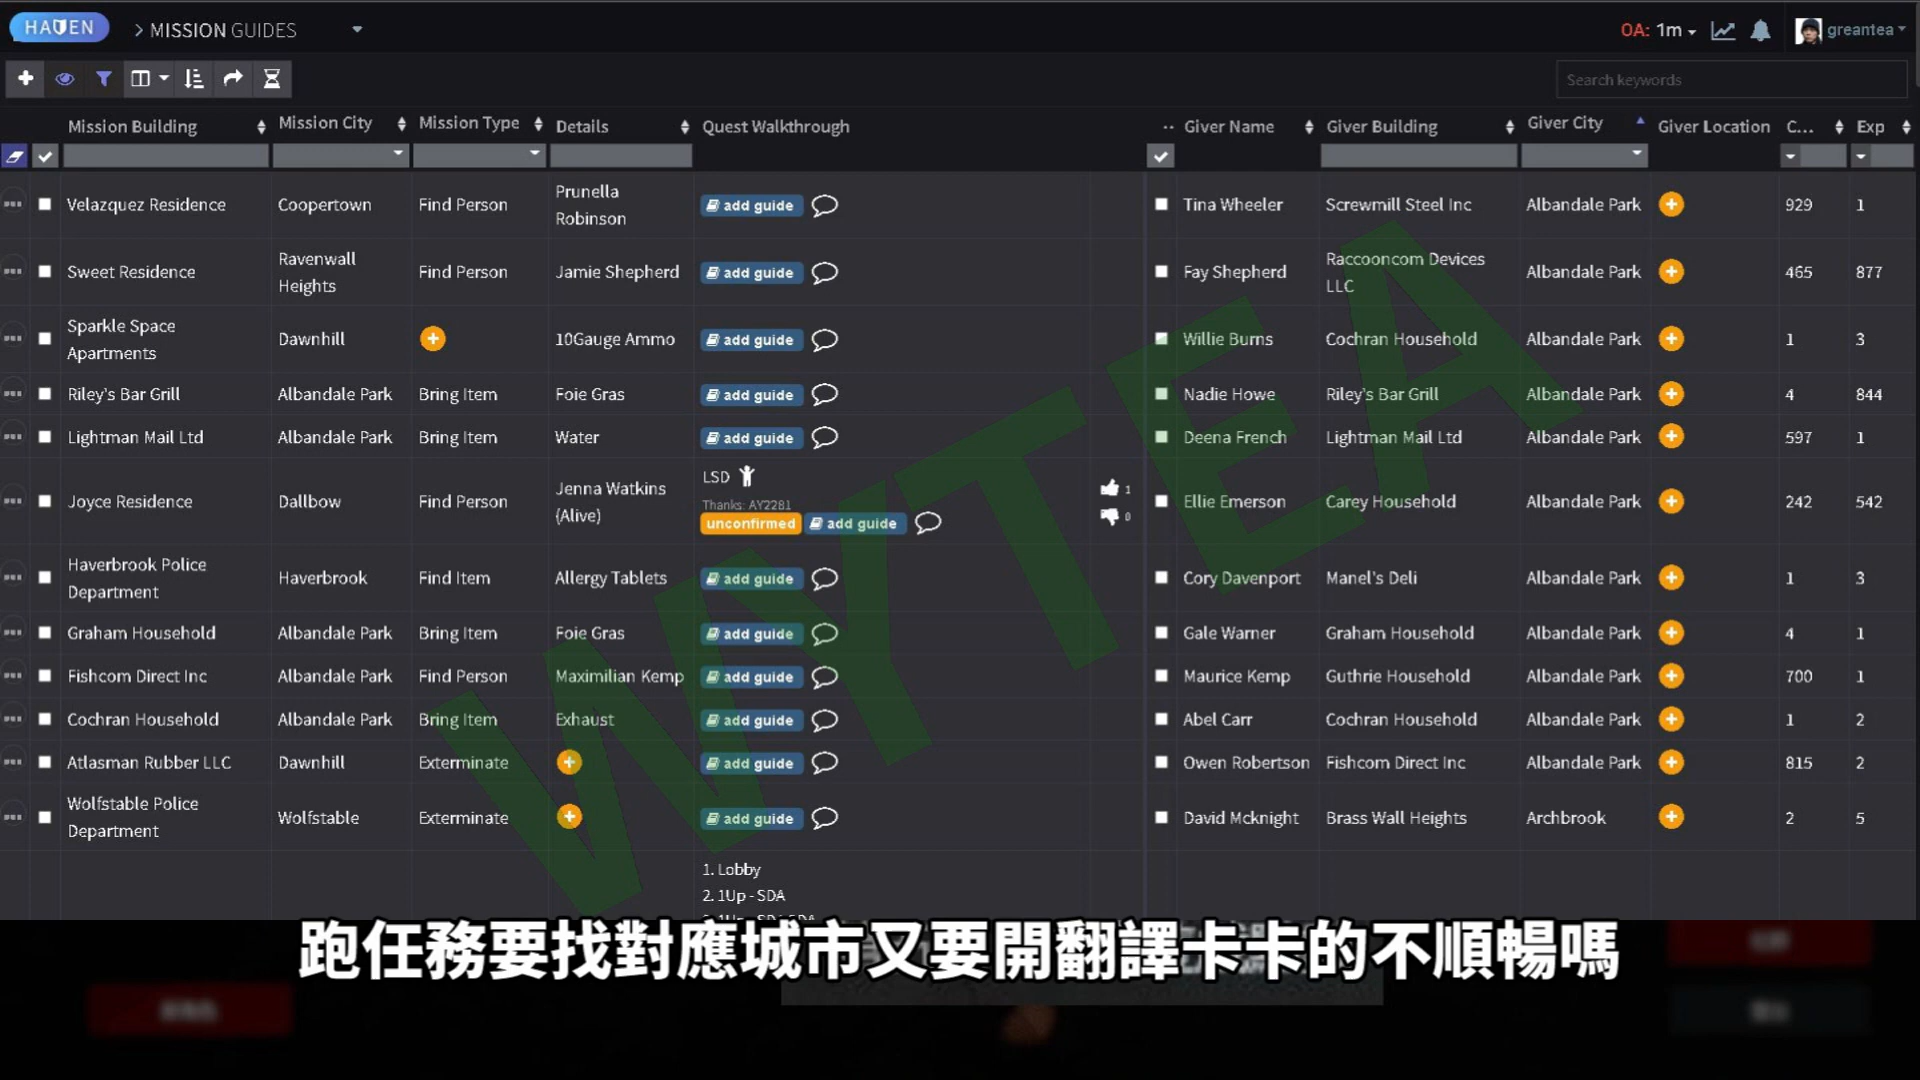 HAVEN
MISSION GUIDES
OA: 1m
greantea
Search keywords
Mission Building Mission City Mission Type Details Quest Walkthrough .. Giver Name Giver Building Giver City Giver Location C... Exp
Velazquez Residence Coopertown Find Person Prunella Robinson add guide Tina Wheeler Screwmill Steel Inc Albandale Park 929 1
Sweet Residence Ravenwall Heights Find Person Jamie Shepherd add guide Fay Shepherd Raccooncom Devices LLC Albandale Park 465 877
Sparkle Space Apartments Dawnhill 10Gauge Ammo add guide Willie Burns Cochran Household Albandale Park 1 3
Riley's Bar Grill Albandale Park Bring Item Foie Gras add guide Nadie Howe Riley's Bar Grill Albandale Park 4 844
Lightman Mail Ltd Albandale Park Bring Item Water add guide Deena French Lightman Mail Ltd Albandale Park 597 1
Joyce Residence Dallbow Find Person Jenna Watkins (Alive) LSD Thanks: AY2281 unconfirmed add guide 1 0 Ellie Emerson Carey Household Albandale Park 242 542
Haverbrook Police Department Haverbrook Find Item Allergy Tablets add guide Cory Davenport Manel's Deli Albandale Park 1 3
Graham Household Albandale Park Bring Item Foie Gras add guide Gale Warner Graham Household Albandale Park 4 1
Fishcom Direct Inc Albandale Park Find Person Maximilian Kemp add guide Maurice Kemp Guthrie Household Albandale Park 700 1
Cochran Household Albandale Park Bring Item Exhaust add guide Abel Carr Cochran Household Albandale Park 1 2
Atlasman Rubber LLC Dawnhill Exterminate add guide Owen Robertson Fishcom Direct Inc Albandale Park 815 2
Wolfstable Police Department Wolfstable Exterminate add guide David Mcknight Brass Wall Heights Archbrook 2 5
1. Lobby
2. 1Up - SDA
WYTEA
跑任務要找對應城市又要開翻譯卡卡的不順暢嗎